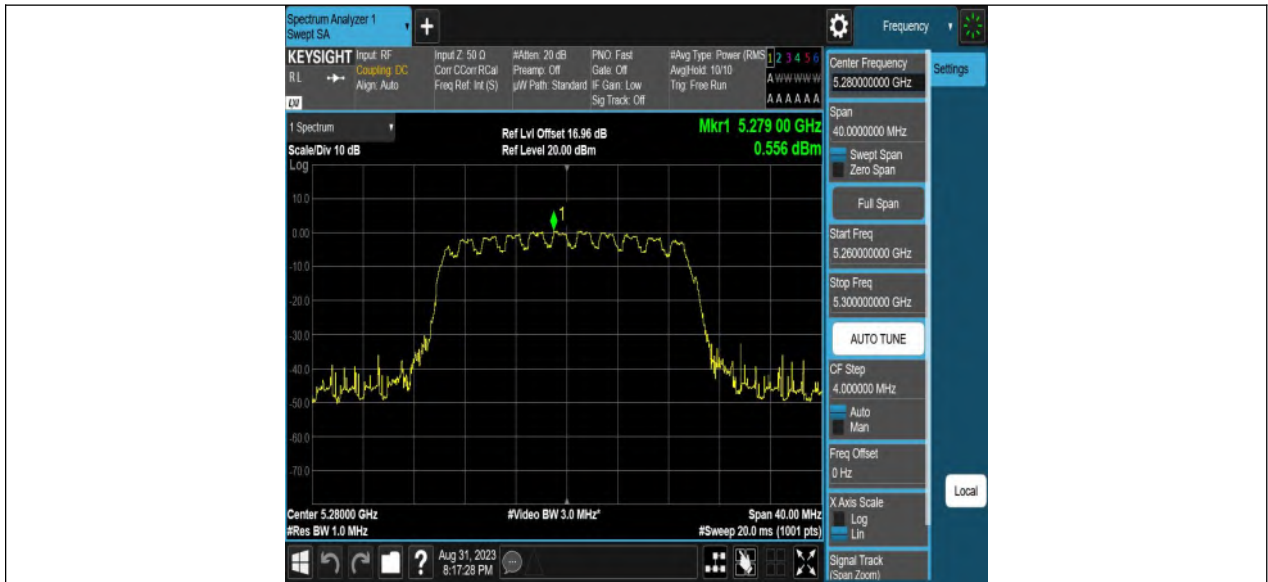 Spectrum Analyzer 1
Swept SA
+
Frequency
KEYSIGHT
RL
LXI
Input: RF
Coupling: DC
Align: Auto
Input Z: 50 Ω
Corr CCorr RCal
Freq Ref: Int (S)
#Atten: 20 dB
Preamp: Off
µW Path: Standard
PNO: Fast
Gate: Off
IF Gain: Low
Sig Track: Off
#Avg Type: Power (RMS
Avg|Hold: 10/10
Trig: Free Run
1 2 3 4 5 6
A W W W W W
A A A A A A
Center Frequency
5.280000000 GHz
Settings
1 Spectrum
Scale/Div 10 dB
Ref Lvl Offset 16.96 dB
Ref Level 20.00 dBm
Mkr1 5.279 00 GHz
0.556 dBm
Log
10.0
0.00
-10.0
-20.0
-30.0
-40.0
-50.0
-60.0
-70.0
1
Span
40.0000000 MHz
Swept Span
Zero Span
Full Span
Start Freq
5.260000000 GHz
Stop Freq
5.300000000 GHz
AUTO TUNE
CF Step
4.000000 MHz
Auto
Man
Freq Offset
0 Hz
X Axis Scale
Log
Lin
Signal Track
(Span Zoom)
Local
Center 5.28000 GHz
#Res BW 1.0 MHz
#Video BW 3.0 MHz*
Span 40.00 MHz
#Sweep 20.0 ms (1001 pts)
?
Aug 31, 2023
8:17:28 PM